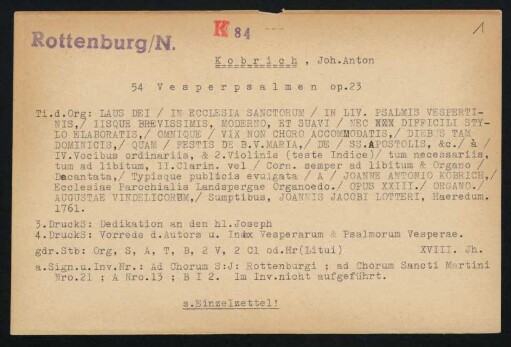 Rottenburg/N.
K 84
1
Kobrich, Joh.Anton
54 Vesperpsalmen op.23
Ti.d.Org: LAUS DEI / IN ECCLESIA SANCTORUM / IN LIV. PSALMIS VESPERTI-
NIS,/ IISQUE BREVISSIMIS, MODERNO, ET SUAVI / NEC DIFFICILI STY-
LO ELABORATIS,/ OMNIQUE / VIX NON CHORO ACCOMMODATIS,/ DIEBUS TAM
DOMINICIS,/ QUAM / FESTIS DE B.V.MARIA,/ DE / SS.APOSTOLIS, &c./ à /
IV.Vocibus ordinariis, & 2.Violinis (teste Indice)/ tum necessariis,
tum ad libitum, II.Clarin. vel / Corn. semper ad libitum & Organo /
Decantata,/ Typisque publicis evulgata / A / JOANNE ANTONIO KOBRICH,/
Ecclesiae Parochialis Landspergae Organoedo./ OPUS XXIII./ ORGANO./
AUGUSTAE VINDELICORUM,/ Sumptibus, JOANNIS JACOBI LOTTERI, Haeredum.
1761.
3.DruckS: Dedikation an den hl.Joseph
4.DruckS: Vorrede d.Autors u. Index Vesperarum & Psalmorum Vesperae.
gdr.Stb: Org, S, A, T, B, 2 V, 2 Cl od.Hr(Litui) XVIII. Jh.
a.Sign.u.Inv.Nr.: Ad Chorum S:J: Rottenburgi ; ad Chorum Sancti Martini
Nro.21 ; A Nro.13 ; B I 2. Im Inv.nicht aufgeführt.
s.Einzelzettel!